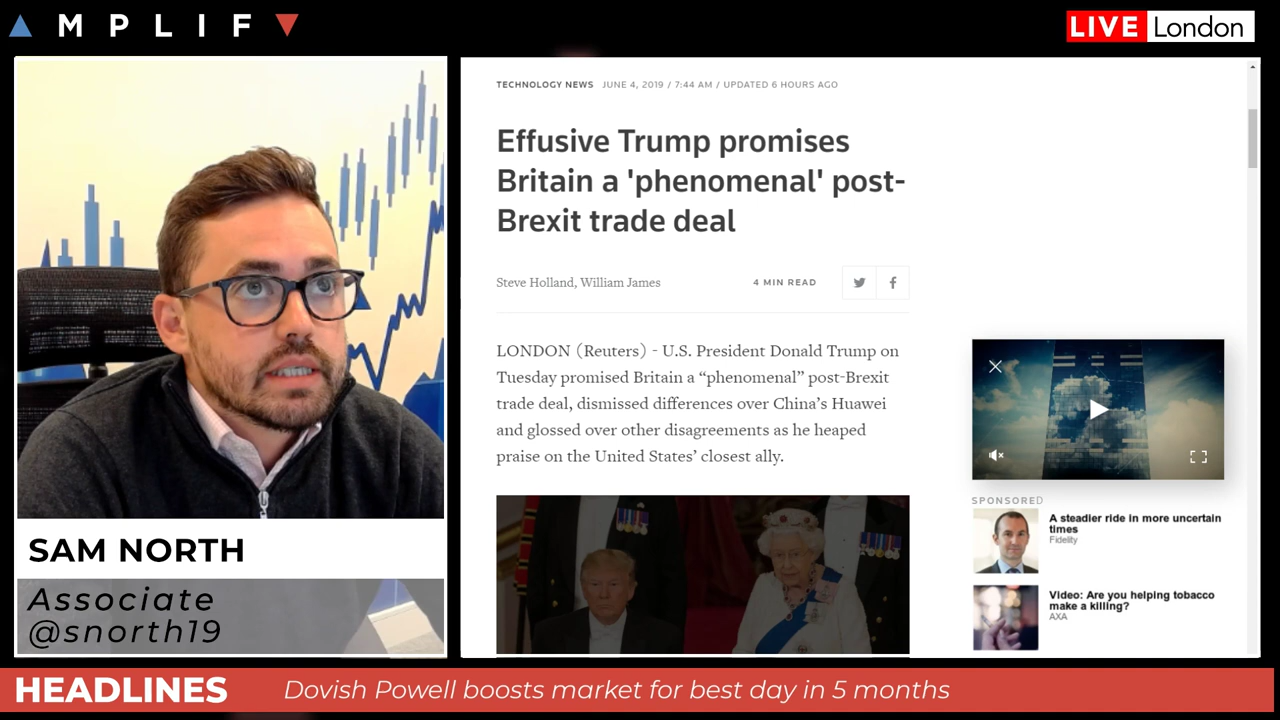 MPLIF
LIVE London
TECHNOLOGY NEWS JUNE 4, 2019 / 7:44 AM / UPDATED 6 HOURS AGO
Effusive Trump promises
Britain a 'phenomenal' post-
Brexit trade deal
Steve Holland, William James
4 MIN READ
LONDON (Reuters) - U.S. President Donald Trump on
Tuesday promised Britain a “phenomenal” post-Brexit
trade deal, dismissed differences over China’s Huawei
and glossed over other disagreements as he heaped
praise on the United States’ closest ally.
SPONSORED
A steadier ride in more uncertain
times
Fidelity
Video: Are you helping tobacco
make a killing?
AXA
SAM NORTH
Associate
@snorth19
HEADLINES Dovish Powell boosts market for best day in 5 months